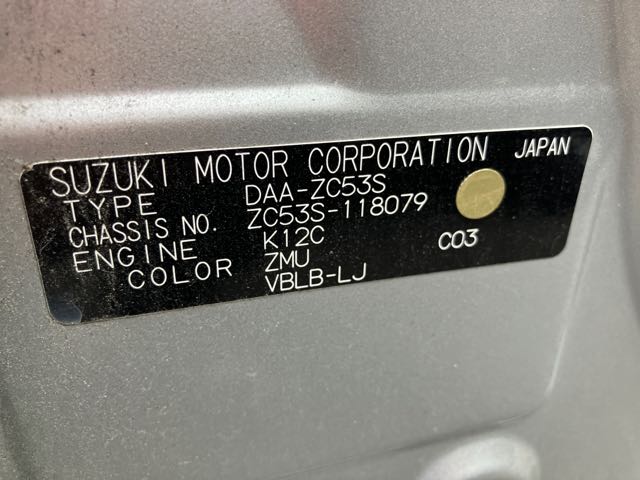 SUZUKI MOTOR CORPORATION JAPAN
TYPE DAA-ZC53S
CHASSIS NO. ZC53S-118079
ENGINE K12C C03
COLOR ZMU
VBLB-LJ